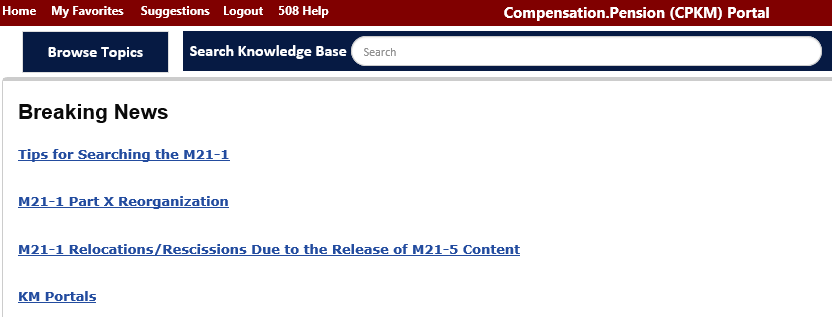 Home My Favorites Suggestions Logout 508 Help Compensation.Pension (CPKM) Portal
Browse Topics Search Knowledge Base Search
Breaking News
Tips for Searching the M21-1
M21-1 Part X Reorganization
M21-1 Relocations/Rescissions Due to the Release of M21-5 Content
KM Portals